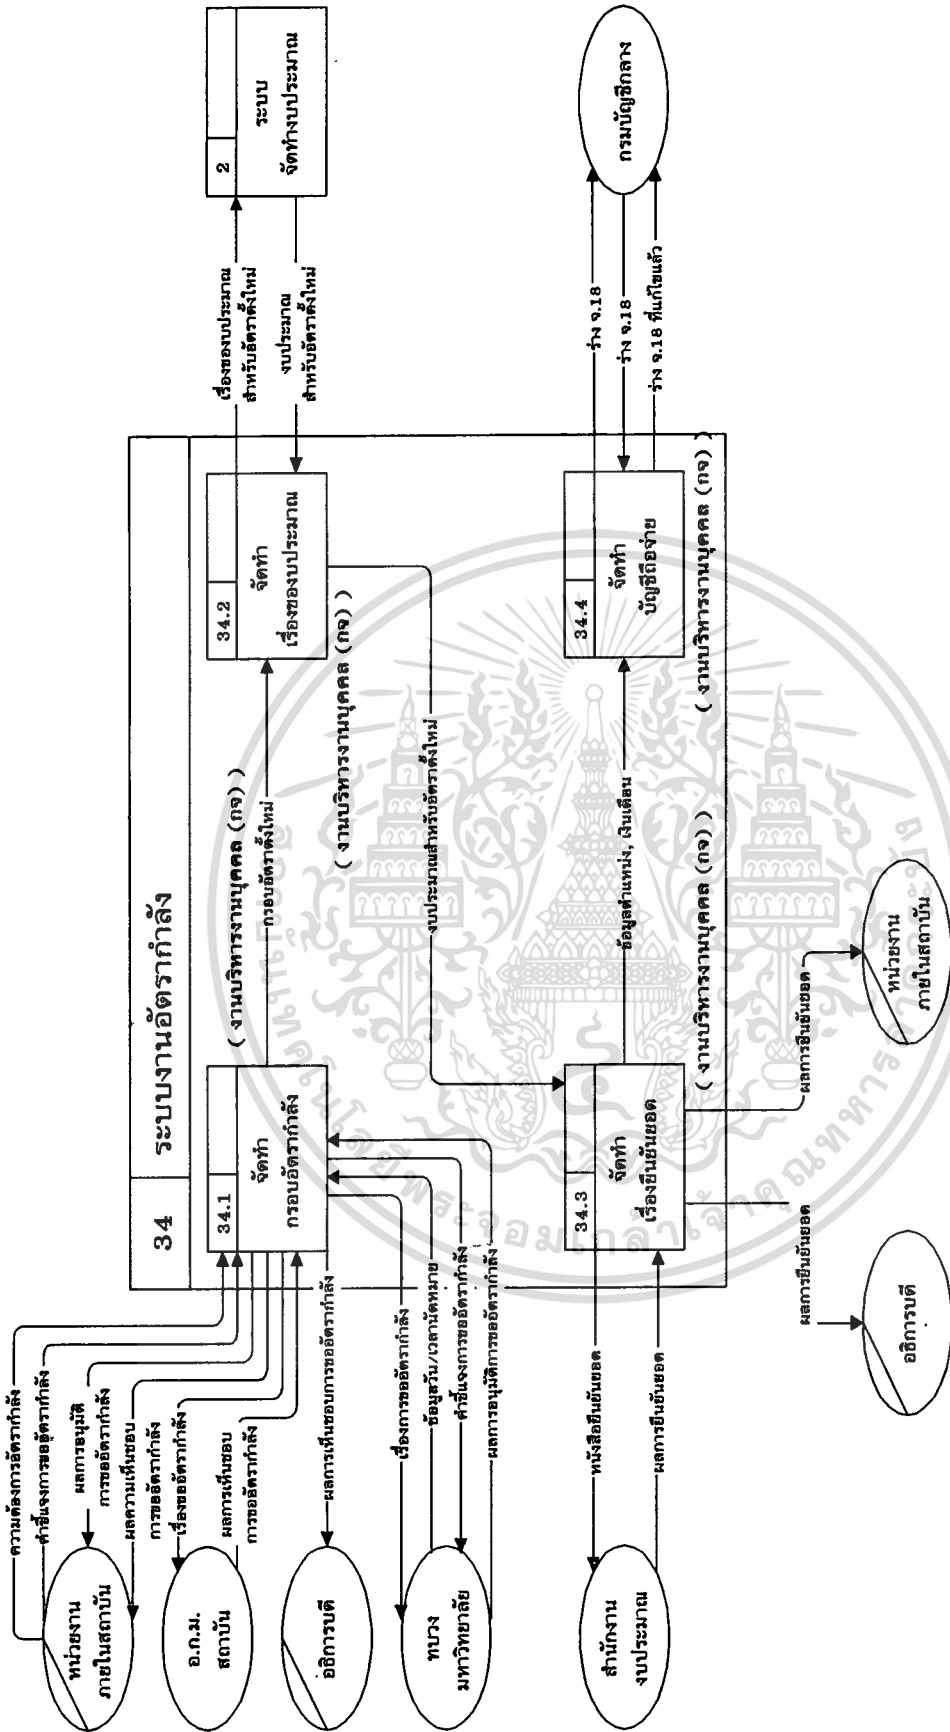 34
ระบบงานอัตรากำลัง
ความต้องการอัตรากำลัง
คำชี้แจงการขออัตรากำลัง
ผลการอนุมัติ
การขออัตรากำลัง
ผลความเห็นชอบ
การขออัตรากำลัง
เรื่องขออัตรากำลัง
ผลการเห็นชอบ
การขออัตรากำลัง
หน่วยงาน
ภายในสถาบัน
อ.ก.ม.
สถาบัน
อธิการบดี
ทบวง
มหาวิทยาลัย
ผลการเห็นชอบการขออัตรากำลัง
เรื่องการขออัตรากำลัง
ข้อมูลวัน/เวลานัดหมาย
คำชี้แจงการขออัตรากำลัง
ผลการอนุมัติการขออัตรากำลัง
34.1
จัดทำ
กรอบอัตรากำลัง
( งานบริหารงานบุคคล (กจ) )
กรอบอัตราตั้งใหม่
34.2
จัดทำ
เรื่องของบประมาณ
( งานบริหารงานบุคคล (กจ) )
เรื่องของบประมาณ
สำหรับอัตราตั้งใหม่
งบประมาณ
สำหรับอัตราตั้งใหม่
2
ระบบ
จัดทำงบประมาณ
งบประมาณสำหรับอัตราตั้งใหม่
สำนักงาน
งบประมาณ
หนังสือยืนยันยอด
ผลการยืนยันยอด
34.3
จัดทำ
เรื่องยืนยันยอด
( งานบริหารงานบุคคล (กจ) )
ข้อมูลตำแหน่ง, เงินเดือน
34.4
จัดทำ
บัญชีถือจ่าย
( งานบริหารงานบุคคล (กจ) )
ร่าง จ.18
ร่าง จ.18
ร่าง จ.18 ที่แก้ไขแล้ว
กรมบัญชีกลาง
ผลการยืนยันยอด
อธิการบดี
ผลการยืนยันยอด
หน่วยงาน
ภายในสถาบัน